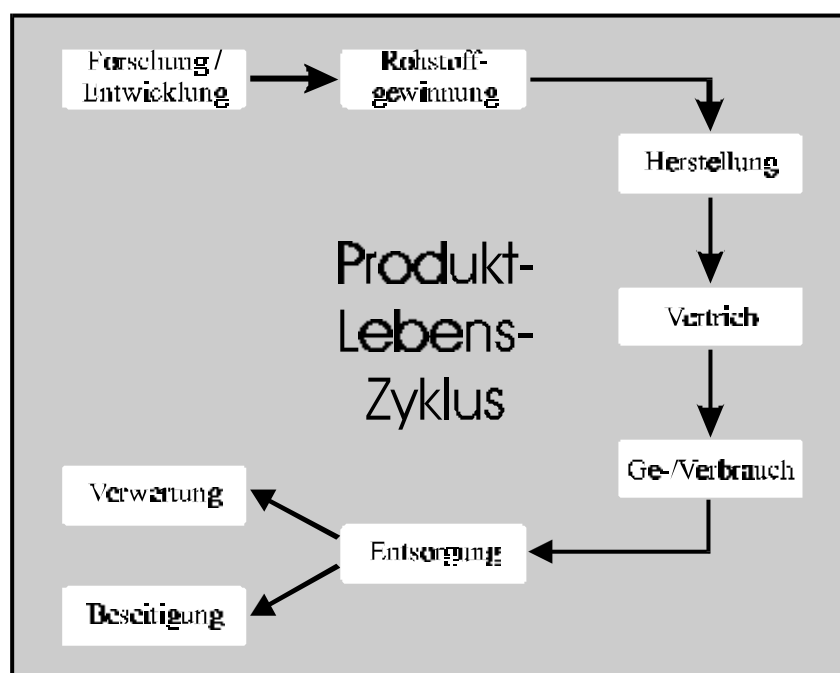 Forschung /
Entwicklung
Rohstoff-
gewinnung
Herstellung
Produkt-
Lebens-
Zyklus
Vertrieb
Ge-/Verbrauch
Verwertung
Entsorgung
Beseitigung